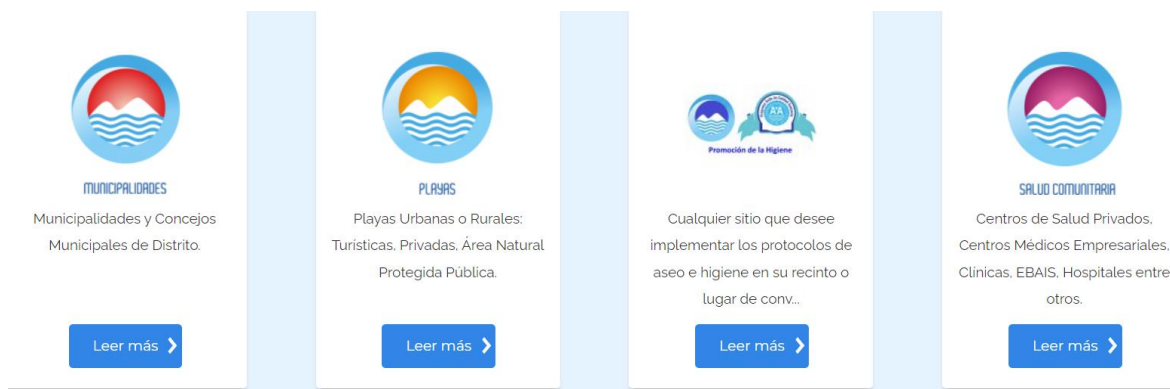 MUNICIPALIDADES
Municipalidades y Concejos
Municipales de Distrito.
Leer más
PLAYAS
Playas Urbanas o Rurales:
Turísticas, Privadas, Área Natural
Protegida Pública.
Leer más
Promoción de la Higiene
Cualquier sitio que desee
implementar los protocolos de
aseo e higiene en su recinto o
lugar de conv...
Leer más
SALUD COMUNITARIA
Centros de Salud Privados,
Centros Médicos Empresariales,
Clínicas, EBAIS, Hospitales entre
otros.
Leer más